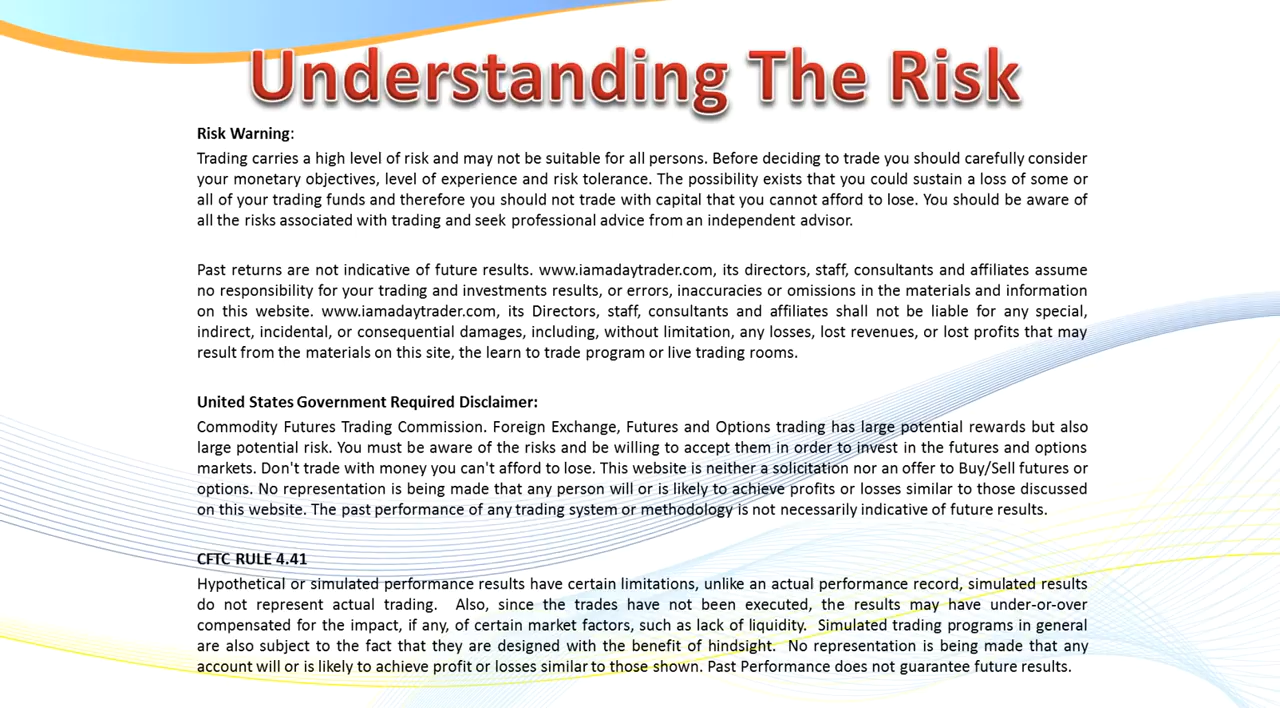 Understanding The Risk
Risk Warning:
Trading carries a high level of risk and may not be suitable for all persons. Before deciding to trade you should carefully consider
your monetary objectives, level of experience and risk tolerance. The possibility exists that you could sustain a loss of some or
all of your trading funds and therefore you should not trade with capital that you cannot afford to lose. You should be aware of
all the risks associated with trading and seek professional advice from an independent advisor.
Past returns are not indicative of future results. www.iamadaytrader.com, its directors, staff, consultants and affiliates assume
no responsibility for your trading and investments results, or errors, inaccuracies or omissions in the materials and information
on this website. www.iamadaytrader.com, its Directors, staff, consultants and affiliates shall not be liable for any special,
indirect, incidental, or consequential damages, including, without limitation, any losses, lost revenues, or lost profits that may
result from the materials on this site, the learn to trade program or live trading rooms.
United States Government Required Disclaimer:
Commodity Futures Trading Commission. Foreign Exchange, Futures and Options trading has large potential rewards but also
large potential risk. You must be aware of the risks and be willing to accept them in order to invest in the futures and options
markets. Don't trade with money you can't afford to lose. This website is neither a solicitation nor an offer to Buy/Sell futures or
options. No representation is being made that any person will or is likely to achieve profits or losses similar to those discussed
on this website. The past performance of any trading system or methodology is not necessarily indicative of future results.
CFTC RULE 4.41
Hypothetical or simulated performance results have certain limitations, unlike an actual performance record, simulated results
do not represent actual trading. Also, since the trades have not been executed, the results may have under-or-over
compensated for the impact, if any, of certain market factors, such as lack of liquidity. Simulated trading programs in general
are also subject to the fact that they are designed with the benefit of hindsight. No representation is being made that any
account will or is likely to achieve profit or losses similar to those shown. Past Performance does not guarantee future results.